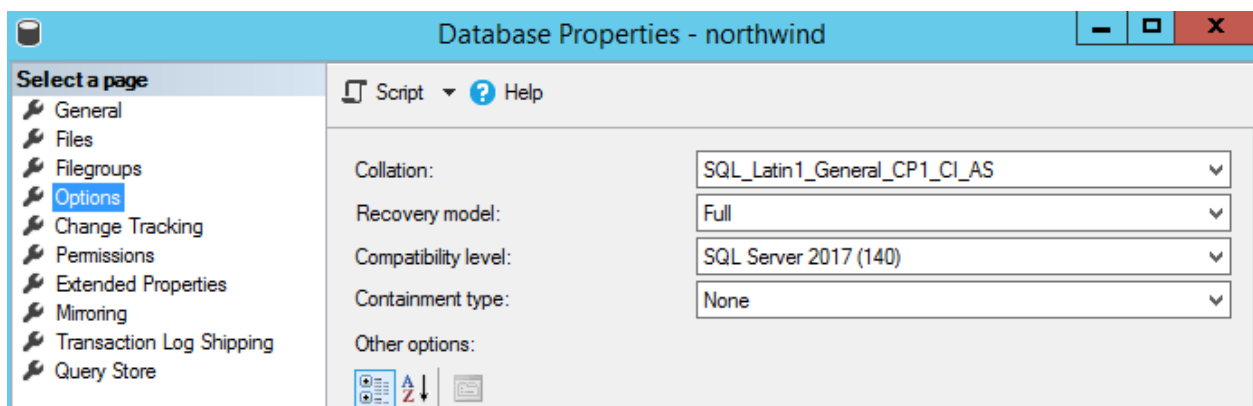 Database Properties - northwind
Select a page
General
Files
Filegroups
Options
Change Tracking
Permissions
Extended Properties
Mirroring
Transaction Log Shipping
Query Store
Script Help
Collation: SQL_Latin1_General_CP1_CI_AS
Recovery model: Full
Compatibility level: SQL Server 2017 (140)
Containment type: None
Other options:
A
Z